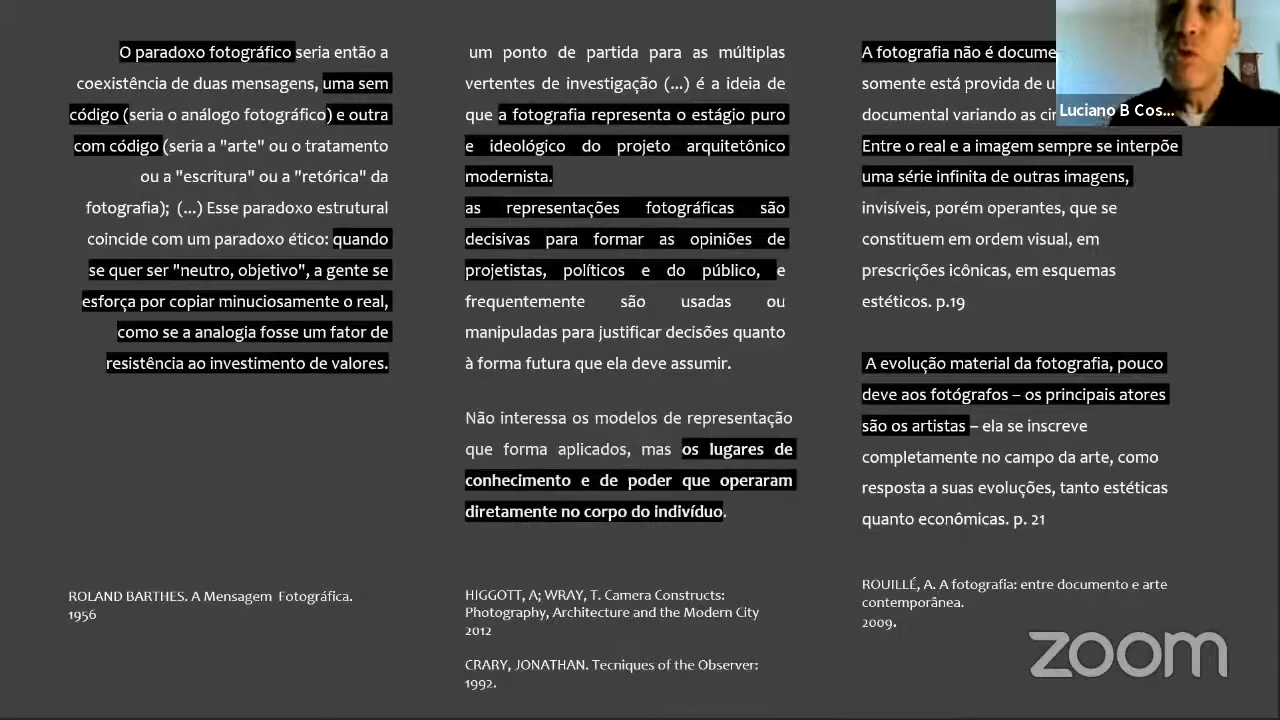 O paradoxo fotográfico seria então a
coexistência de duas mensagens, uma sem
código (seria o análogo fotográfico) e outra
com código (seria a "arte" ou o tratamento
ou a "escritura" ou a "retórica" da
fotografia); (...) Esse paradoxo estrutural
coincide com um paradoxo ético: quando
se quer ser "neutro, objetivo", a gente se
esforça por copiar minuciosamente o real,
como se a analogia fosse um fator de
resistência ao investimento de valores.
ROLAND BARTHES. A Mensagem Fotográfica.
1956
um ponto de partida para as múltiplas
vertentes de investigação (...) é a ideia de
que a fotografia representa o estágio puro
e ideológico do projeto arquitetônico
modernista.
as representações fotográficas são
decisivas para formar as opiniões de
projetistas, políticos e do público, e
frequentemente são usadas ou
manipuladas para justificar decisões quanto
à forma futura que ela deve assumir.
Não interessa os modelos de representação
que forma aplicados, mas os lugares de
conhecimento e de poder que operaram
diretamente no corpo do indivíduo.
HIGGOTT, A; WRAY, T. Camera Constructs:
Photography, Architecture and the Modern City
2012
CRARY, JONATHAN. Tecniques of the Observer:
1992.
A fotografia não é
somente está provida de
documental variando as
Entre o real e a imagem sempre se interpõe
uma série infinita de outras imagens,
invisíveis, porém operantes, que se
constituem em ordem visual, em
prescrições icônicas, em esquemas
estéticos. p.19
A evolução material da fotografia, pouco
deve aos fotógrafos – os principais atores
são os artistas – ela se inscreve
completamente no campo da arte, como
resposta a suas evoluções, tanto estéticas
quanto econômicas. p. 21
ROUILLÉ, A. A fotografia: entre documento e arte
contemporânea.
2009.
Luciano B Cos...
zoom